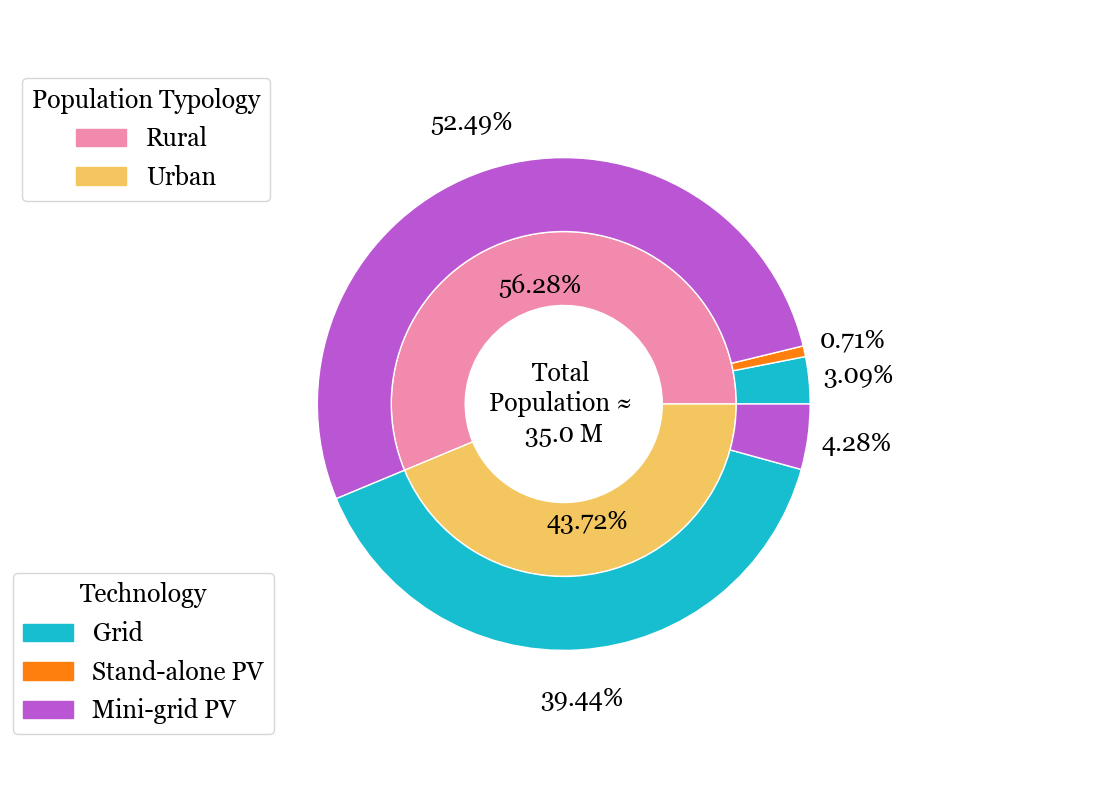 52.49%
Population Typology
Rural
Urban
56.28%
0.71%
3.09%
Total
Population ≈
35.0 M
4.28%
43.72%
Technology
Grid
Stand-alone PV
Mini-grid PV
39.44%